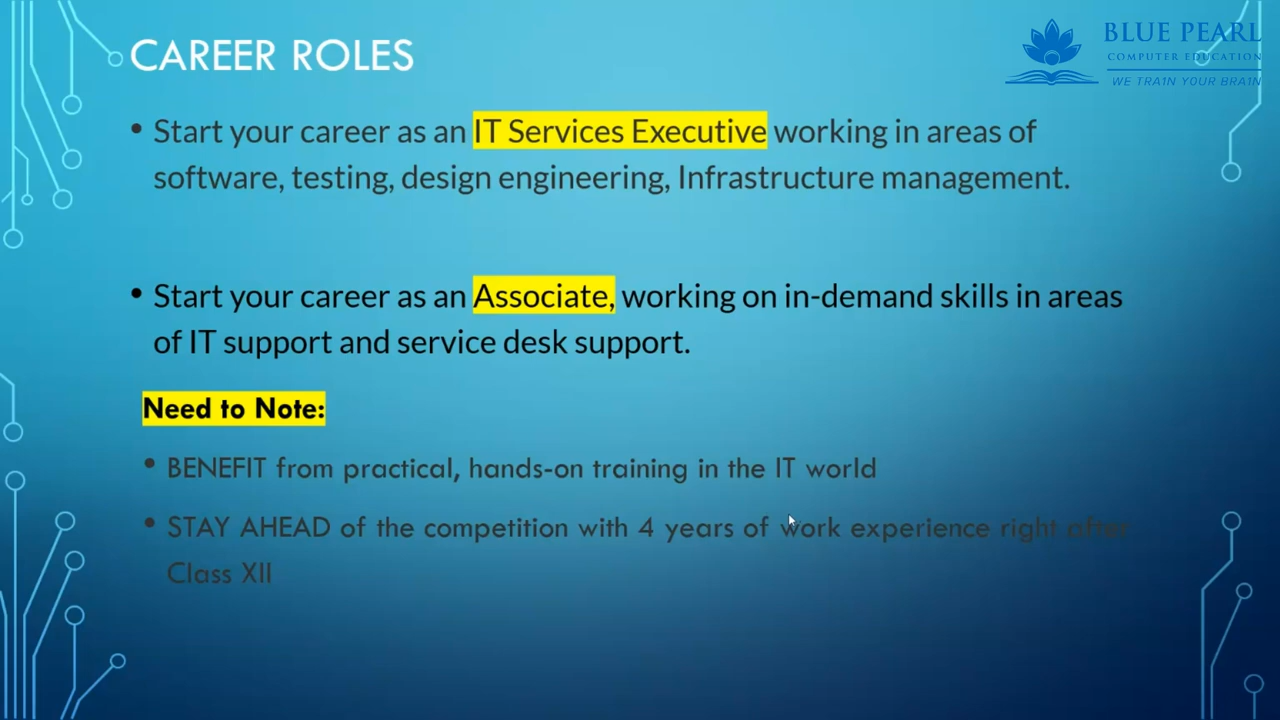 CAREER ROLES
BLUE PEARL
COMPUTER EDUCATION
WE TRA1N YOUR BRA1N
• Start your career as an IT Services Executive working in areas of
software, testing, design engineering, Infrastructure management.
• Start your career as an Associate, working on in-demand skills in areas
of IT support and service desk support.
Need to Note:
• BENEFIT from practical, hands-on training in the IT world
• STAY AHEAD of the competition with 4 years of work experience right after
Class XII